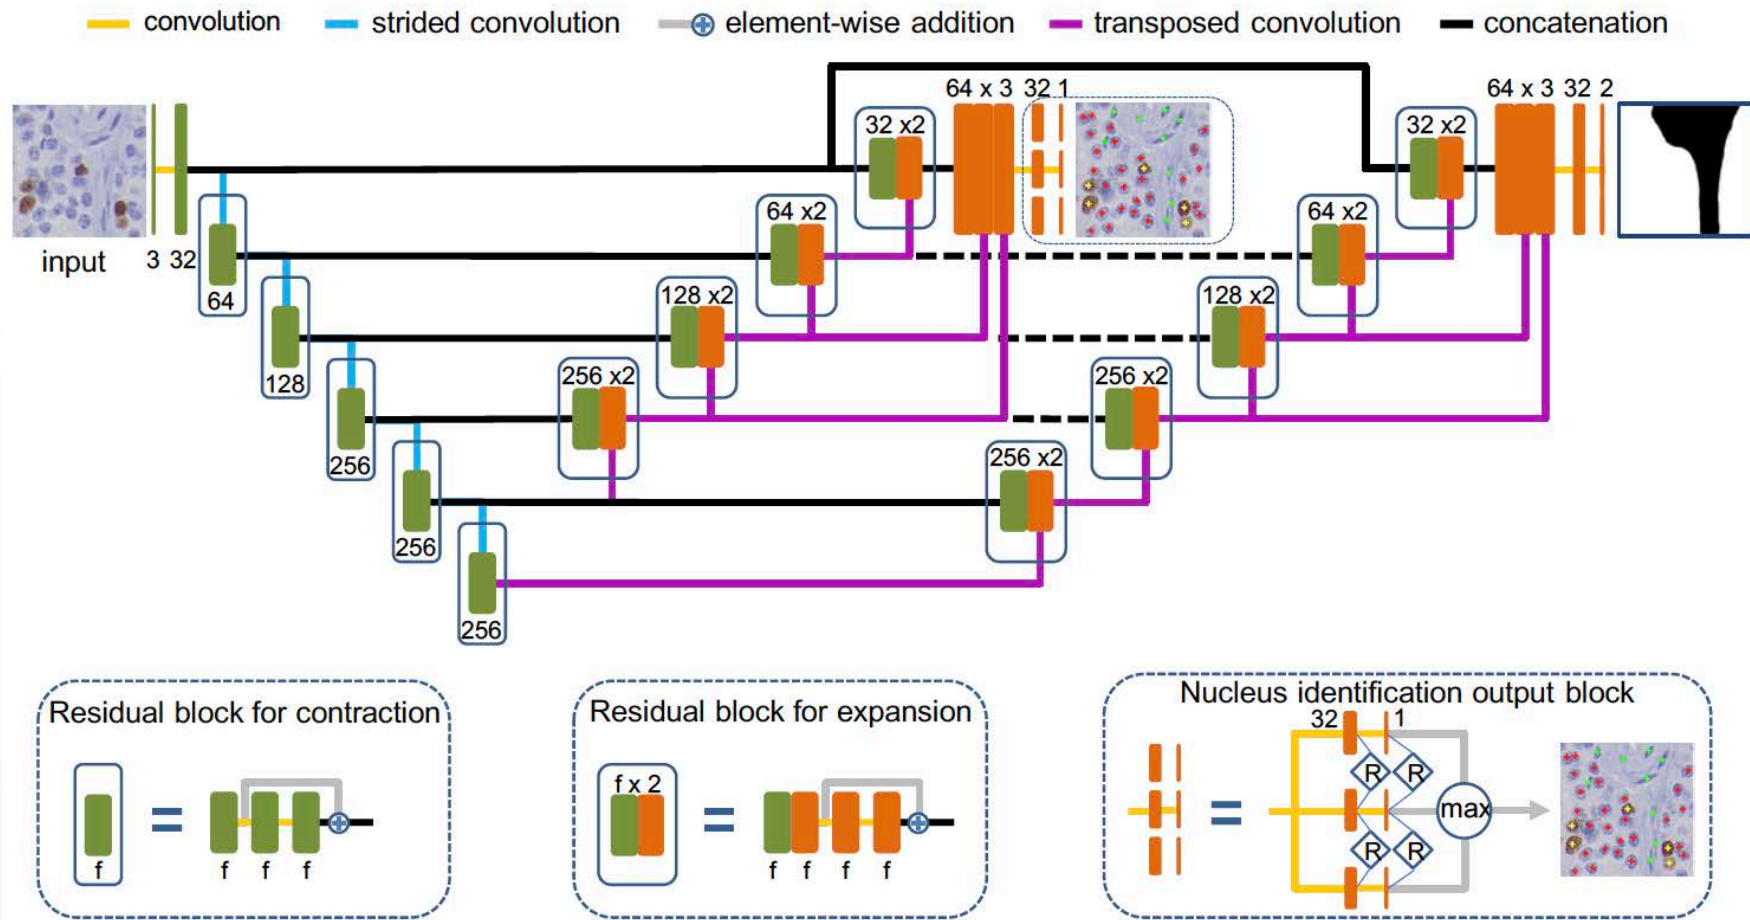 convolution strided convolution element-wise addition transposed convolution concatenation
64 x 3 32 1 64 x 3 32 2
32 x2 32 x2
64 x2 64 x2
input 3 32
64 128 x2 128 x2
128 256 x2 256 x2
256 256 x2
256
256
Residual block for contraction
f
f f f
Residual block for expansion
f x 2
f f f f
Nucleus identification output block
32 1
R R
max
R R